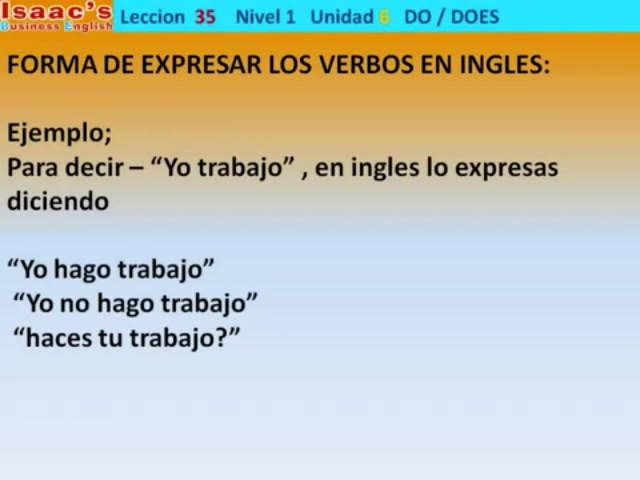 Isaac's
Business English
Leccion 35 Nivel 1 Unidad 6 DO / DOES
FORMA DE EXPRESAR LOS VERBOS EN INGLES:
Ejemplo;
Para decir – “Yo trabajo” , en ingles lo expresas
diciendo
“Yo hago trabajo”
“Yo no hago trabajo”
“haces tu trabajo?”